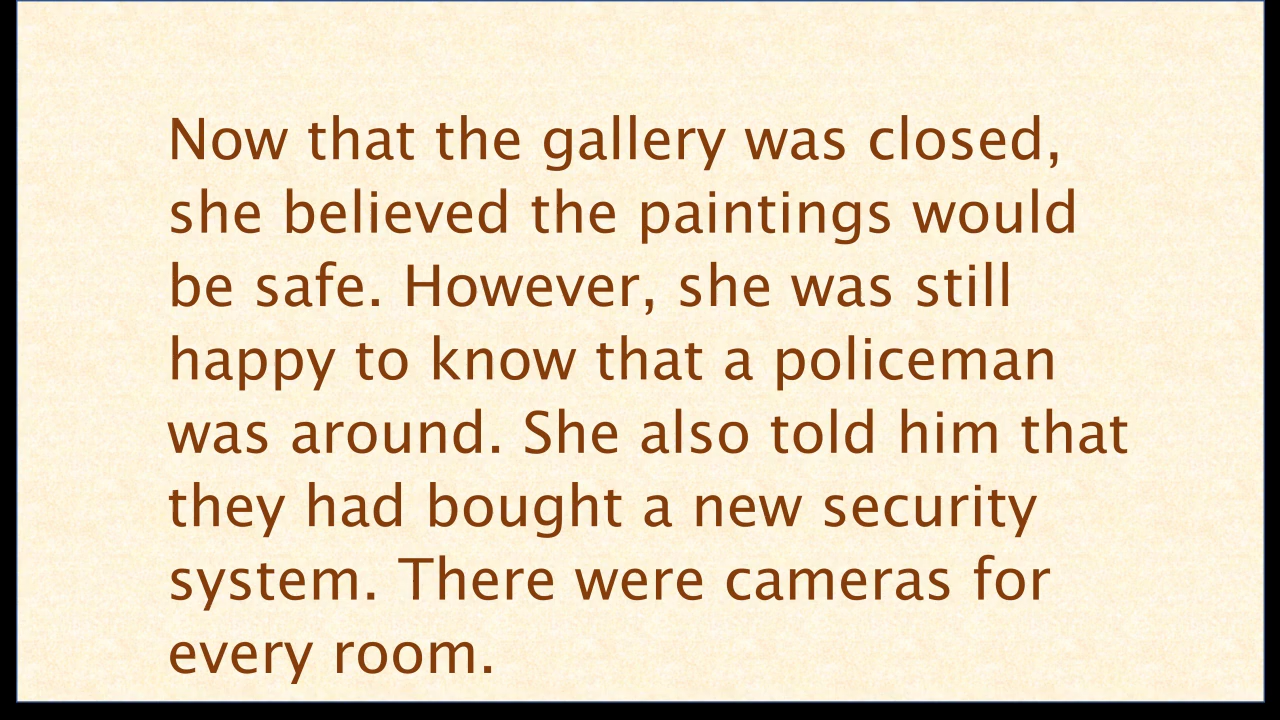 Now that the gallery was closed,
she believed the paintings would
be safe. However, she was still
happy to know that a policeman
was around. She also told him that
they had bought a new security
system. There were cameras for
every room.